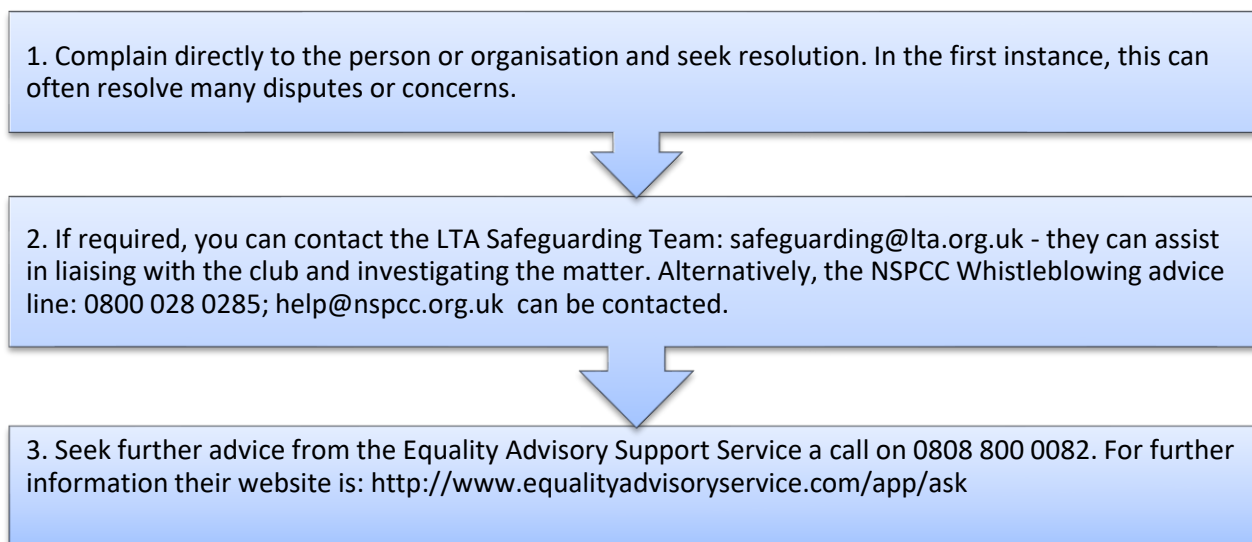 1. Complain directly to the person or organisation and seek resolution. In the first instance, this can
often resolve many disputes or concerns.
2. If required, you can contact the LTA Safeguarding Team: safeguarding@lta.org.uk - they can assist
in liaising with the club and investigating the matter. Alternatively, the NSPCC Whistleblowing advice
line: 0800 028 0285; help@nspcc.org.uk  can be contacted.
3. Seek further advice from the Equality Advisory Support Service a call on 0808 800 0082. For further
information their website is: http://www.equalityadvisoryservice.com/app/ask